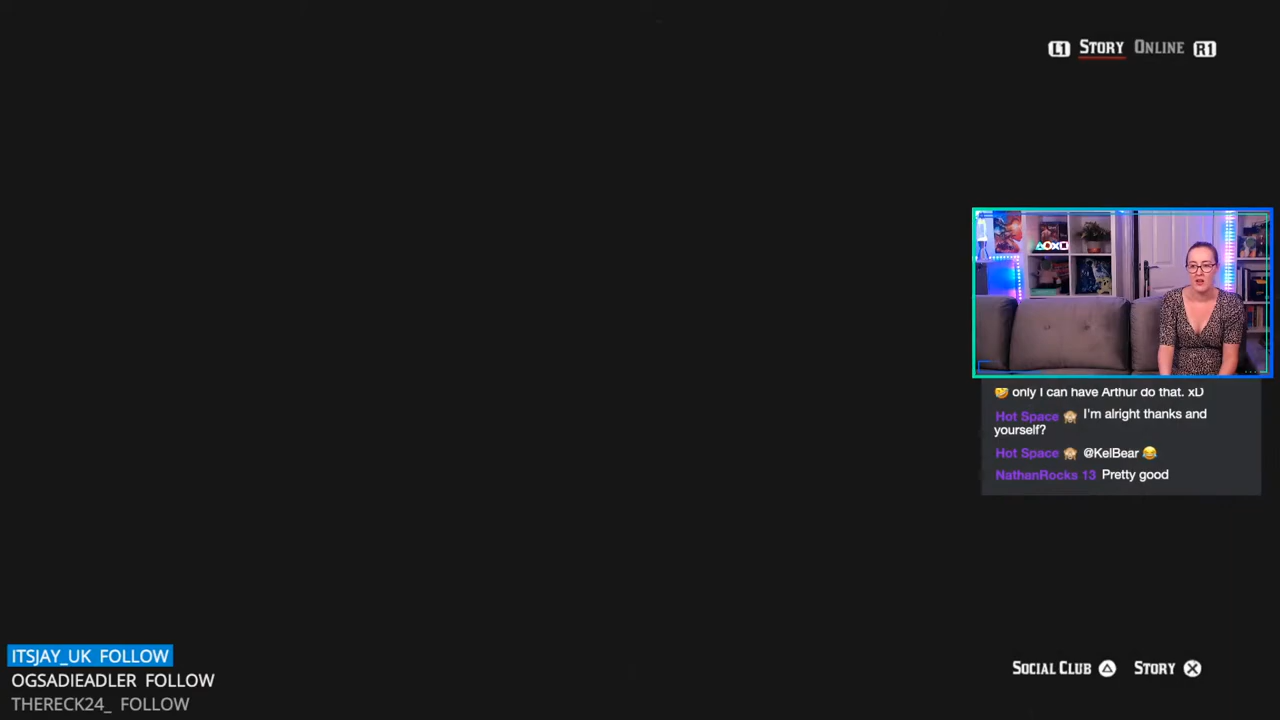 L1 STORY ONLINE R1
🤣 only I can have Arthur do that. xD
Hot Space 🙈 I'm alright thanks and
yourself?
Hot Space 🙈 @KelBear 😂
NathanRocks 13 Pretty good
ITSJAY_UK FOLLOW
OGSADIEADLER FOLLOW
THERECK24_ FOLLOW
SOCIAL CLUB STORY